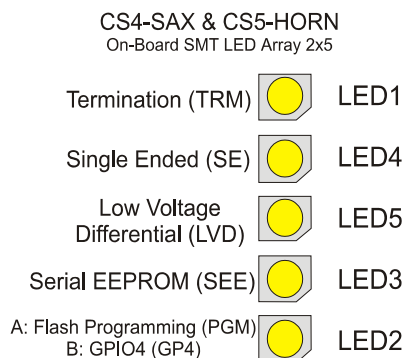 CS4-SAX & CS5-HORN
On-Board SMT LED Array 2x5
Termination (TRM) LED1
Single Ended (SE) LED4
Low Voltage
Differential (LVD) LED5
Serial EEPROM (SEE) LED3
A: Flash Programming (PGM)
B: GPIO4 (GP4) LED2